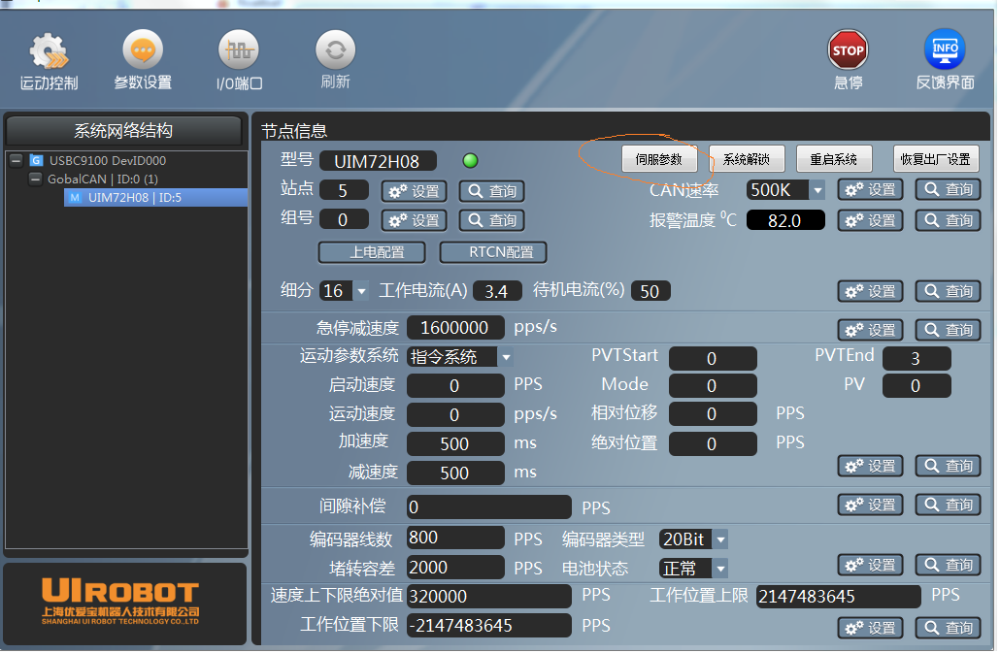 运动控制 参数设置 I/O端口 刷新 STOP 急停 INFO 反馈界面
系统网络结构
G USBC9100 DevID000
GobalCAN | ID:0 (1)
M UIM72H08 | ID:5
节点信息
型号 UIM72H08 伺服参数 系统解锁 重启系统 恢复出厂设置
站点 5 设置 查询 CAN速率 500K 设置 查询
组号 0 设置 查询 报警温度 ⁰C 82.0 设置 查询
上电配置 RTCN配置
细分 16 工作电流(A) 3.4 待机电流(%) 50 设置 查询
急停减速度 1600000 pps/s 设置 查询
运动参数系统 指令系统 PVTStart 0 PVTEnd 3
启动速度 0 PPS Mode 0 PV 0
运动速度 0 pps/s 相对位移 0 PPS
加速度 500 ms 绝对位置 0 PPS
减速度 500 ms 设置 查询
间隙补偿 0 PPS 设置 查询
编码器线数 800 PPS 编码器类型 20Bit
堵转容差 2000 PPS 电池状态 正常 设置 查询
速度上下限绝对值 320000 PPS 工作位置上限 2147483645 PPS
工作位置下限 -2147483645 PPS 设置 查询
UIROBOT
上海优爱宝机器人技术有限公司
SHANGHAI UI ROBOT TECHNOLOGY CO.,LTD